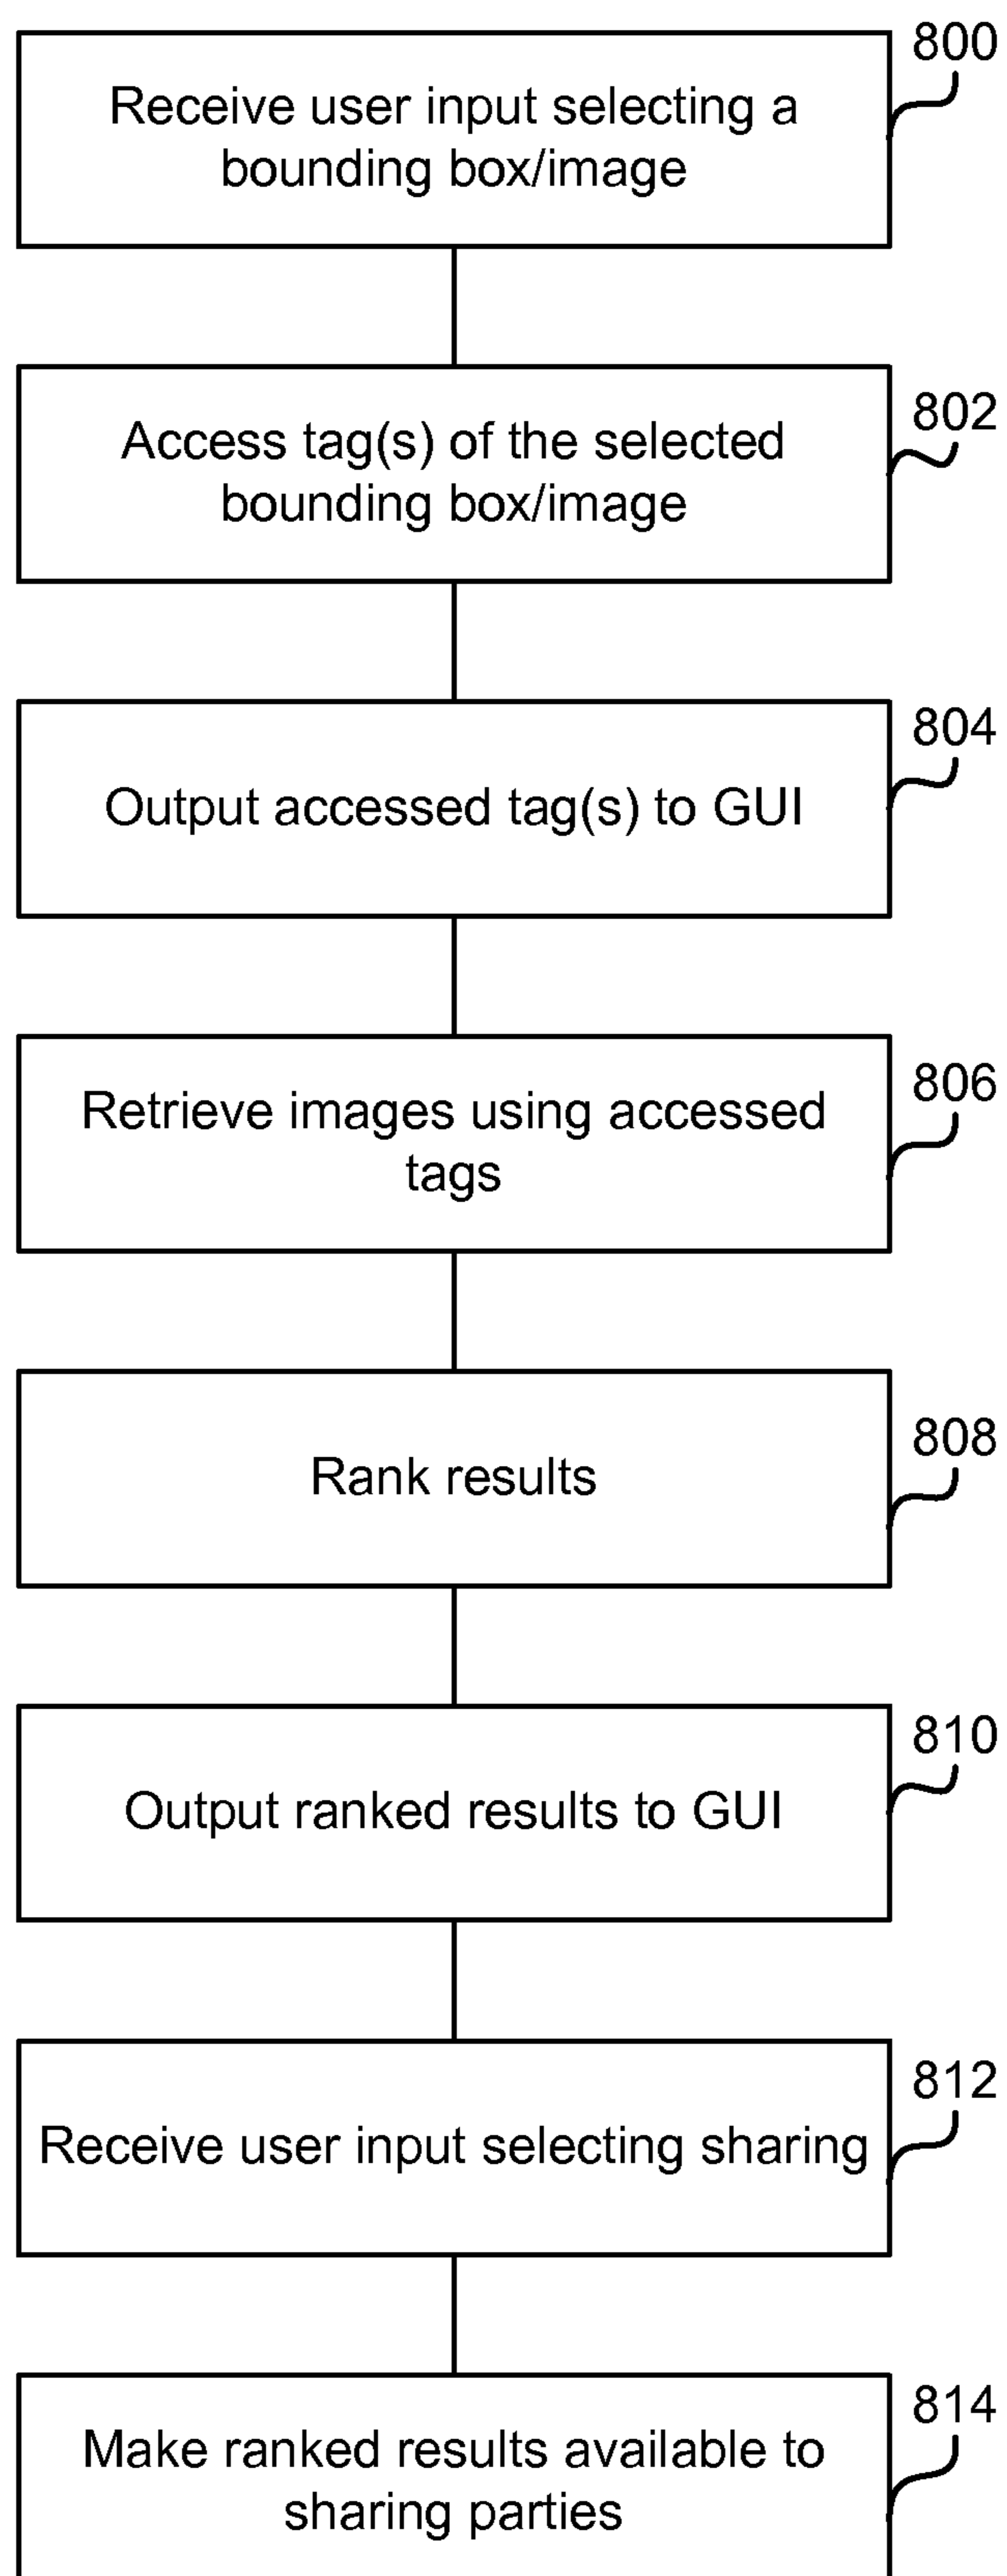 800
Receive user input selecting a
bounding box/image
802
Access tag(s) of the selected
bounding box/image
804
Output accessed tag(s) to GUI
806
Retrieve images using accessed
tags
808
Rank results
810
Output ranked results to GUI
812
Receive user input selecting sharing
814
Make ranked results available to
sharing parties